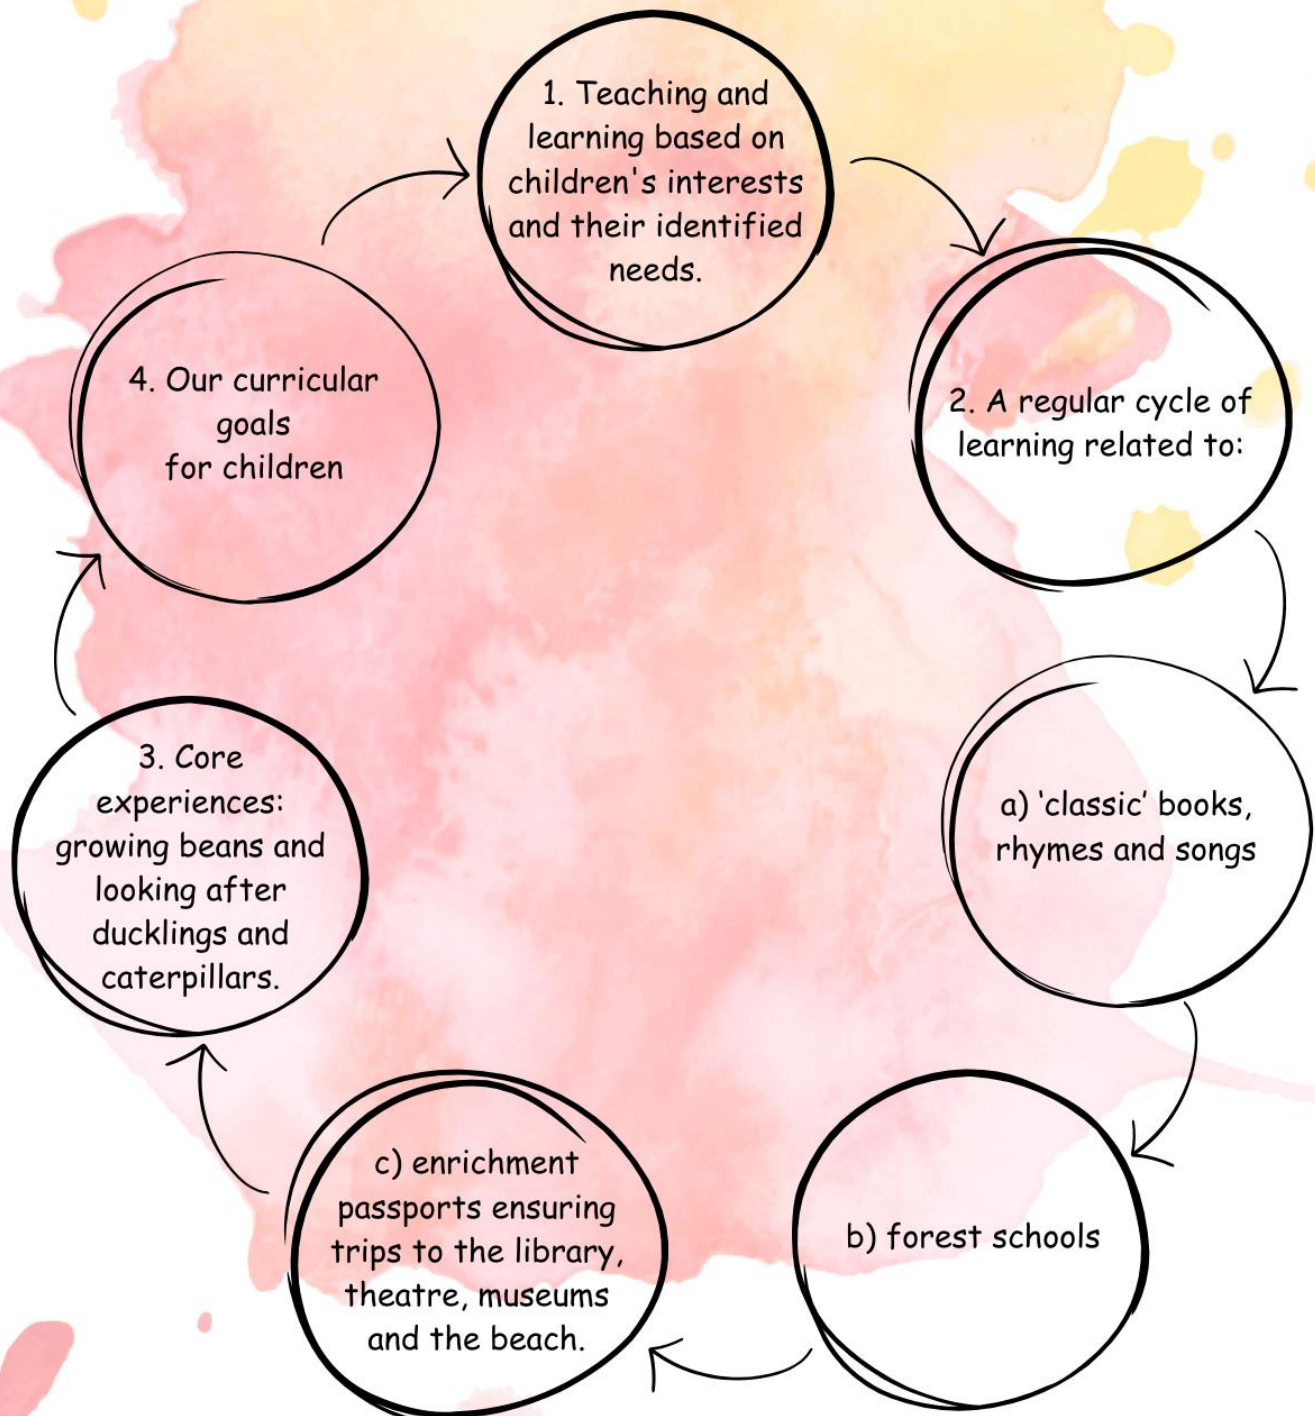 1. Teaching and
learning based on
children's interests
and their identified
needs.
2. A regular cycle of
learning related to:
a) ‘classic’ books,
rhymes and songs
b) forest schools
c) enrichment
passports ensuring
trips to the library,
theatre, museums
and the beach.
3. Core
experiences:
growing beans and
looking after
ducklings and
caterpillars.
4. Our curricular
goals
for children